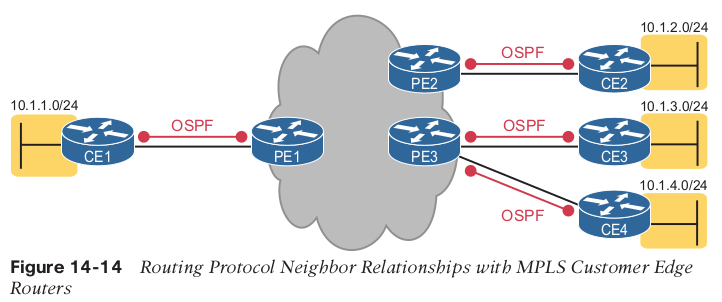 10.1.2.0/24
OSPF
PE2
CE2
10.1.1.0/24
10.1.3.0/24
OSPF
OSPF
CE1
PE1
PE3
CE3
10.1.4.0/24
OSPF
CE4
Figure 14-14 Routing Protocol Neighbor Relationships with MPLS Customer Edge
Routers